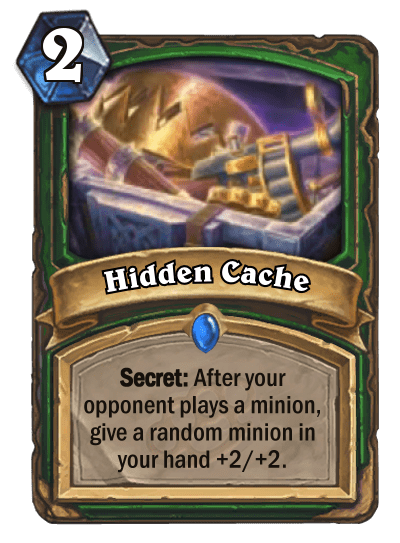 2
Hidden Cache
Secret: After your
opponent plays a minion,
give a random minion in
your hand +2/+2.